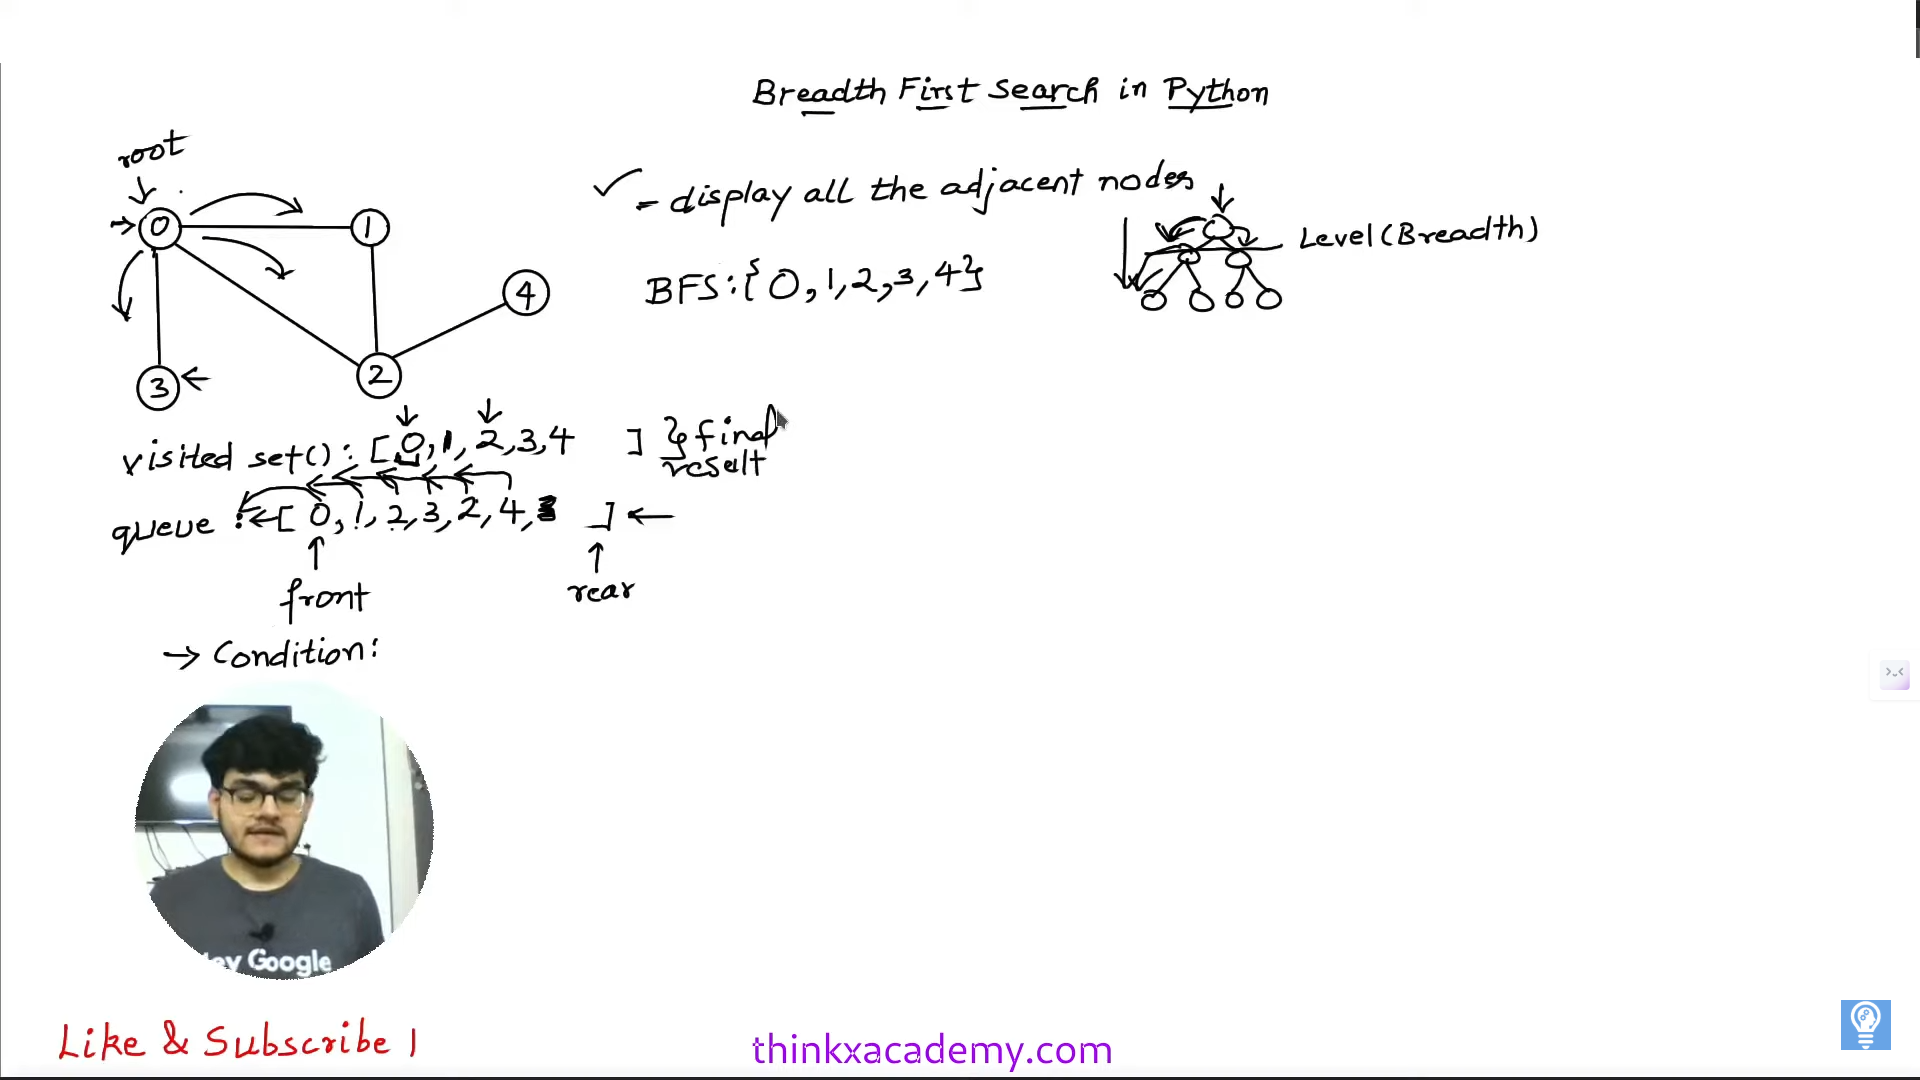 Breadth First Search in Python
root
0
1
4
3
2
- display all the adjacent nodes
BFS:{0,1,2,3,4}
Level(Breadth)
visited set(): [0,1,2,3,4 ] } final
result
queue : [0,1,2,3,2,4, ]
front
rear
→ Condition:
ey Google
Like & Subscribe !
thinkxacademy.com